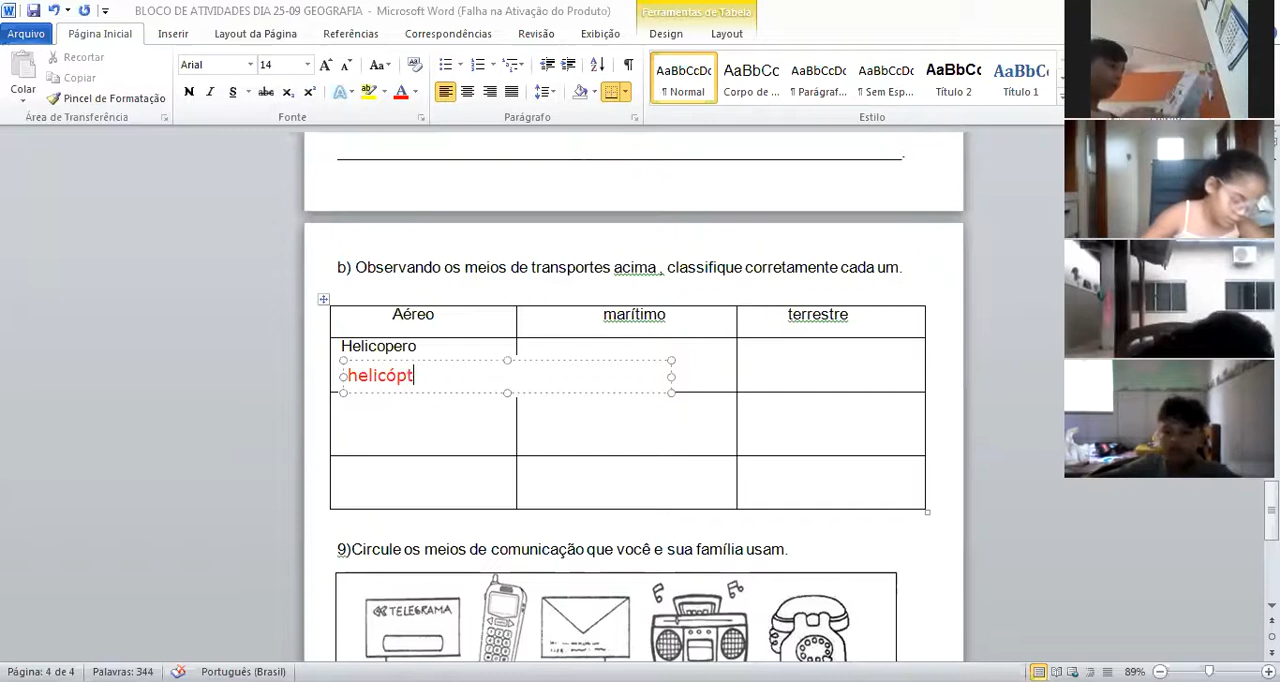 BLOCO DE ATIVIDADES DIA 25-09 GEOGRAFIA - Microsoft Word (Falha na Ativação do Produto)
Ferramentas de Tabela
Arquivo Página Inicial Inserir Layout da Página Referências Correspondências Revisão Exibição Design Layout
Recortar
Copiar
Pincel de Formatação
Colar
Área de Transferência
Arial 14
Fonte
Parágrafo
AaBbCcDc AaBbCc AaBbCcDc AaBbCcDc AaBbCcD AaBbCc
¶ Normal Corpo de ... ¶ Parágraf... ¶ Sem Esp... Título 2 Título 1
Estilo
b) Observando os meios de transportes acima , classifique corretamente cada um.
Aéreo marítimo terrestre
Helicopero
helicópt
9)Circule os meios de comunicação que você e sua família usam.
TELEGRAMA
Página: 4 de 4 Palavras: 344 Português (Brasil) 89%